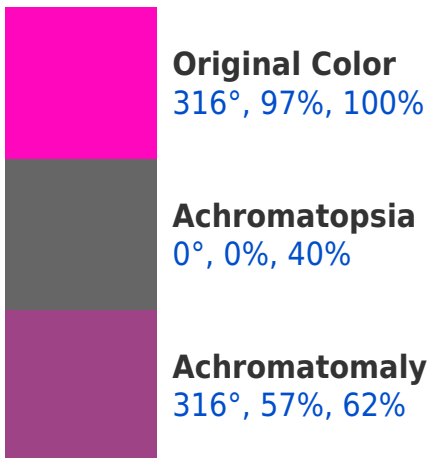 Original Color
316°, 97%, 100%
Achromatopsia
0°, 0%, 40%
Achromatomaly
316°, 57%, 62%